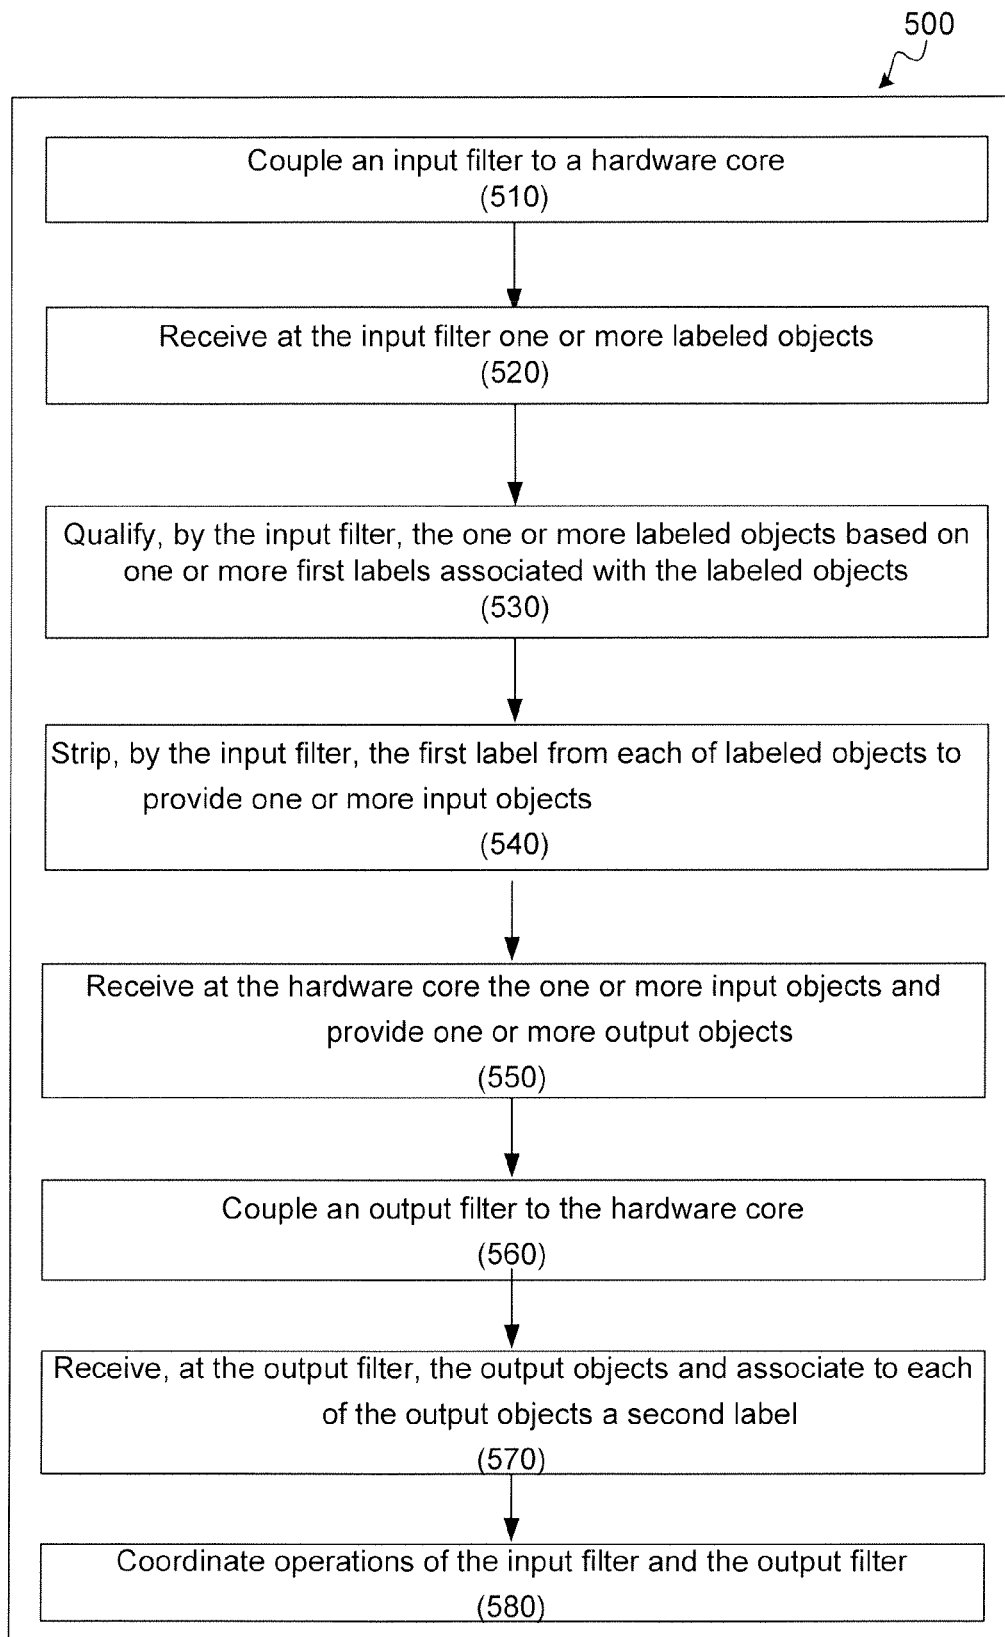 500
Couple an input filter to a hardware core
(510)
Receive at the input filter one or more labeled objects
(520)
Qualify, by the input filter, the one or more labeled objects based on
one or more first labels associated with the labeled objects
(530)
Strip, by the input filter, the first label from each of labeled objects to
provide one or more input objects
(540)
Receive at the hardware core the one or more input objects and
provide one or more output objects
(550)
Couple an output filter to the hardware core
(560)
Receive, at the output filter, the output objects and associate to each
of the output objects a second label
(570)
Coordinate operations of the input filter and the output filter
(580)